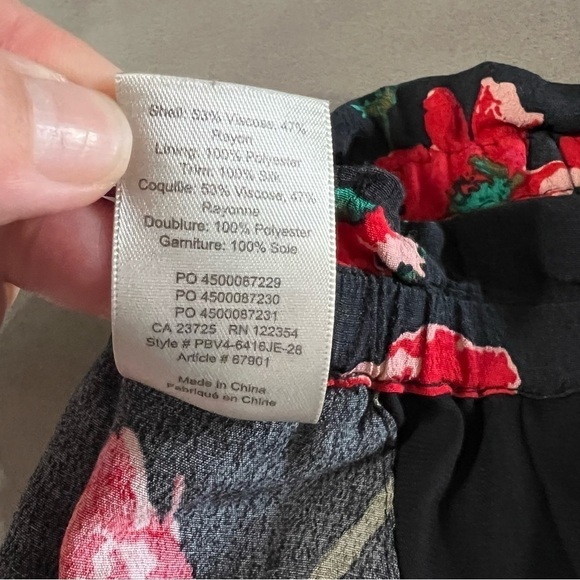 Shell: 53% Viscose, 47%
Rayon
Lining: 100% Polyester
Trim: 100% Silk
Coquille: 53% Viscose, 47%
Rayonne
Doublure: 100% Polyester
Garniture: 100% Soie
PO 4500087229
PO 4500087230
PO 4500087231
CA 23725 RN 122354
Style # PBV4-6416JE-28
Article # 87901
Made in China
Fabriqué en Chine